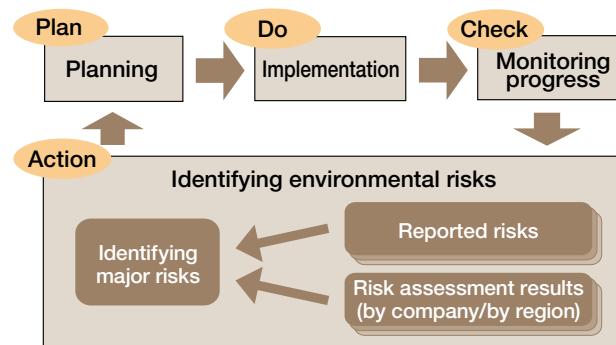 Plan
Planning
Do
Implementation
Check
Monitoring
progress
Action
Identifying environmental risks
Identifying
major risks
Reported risks
Risk assessment results
(by company/by region)